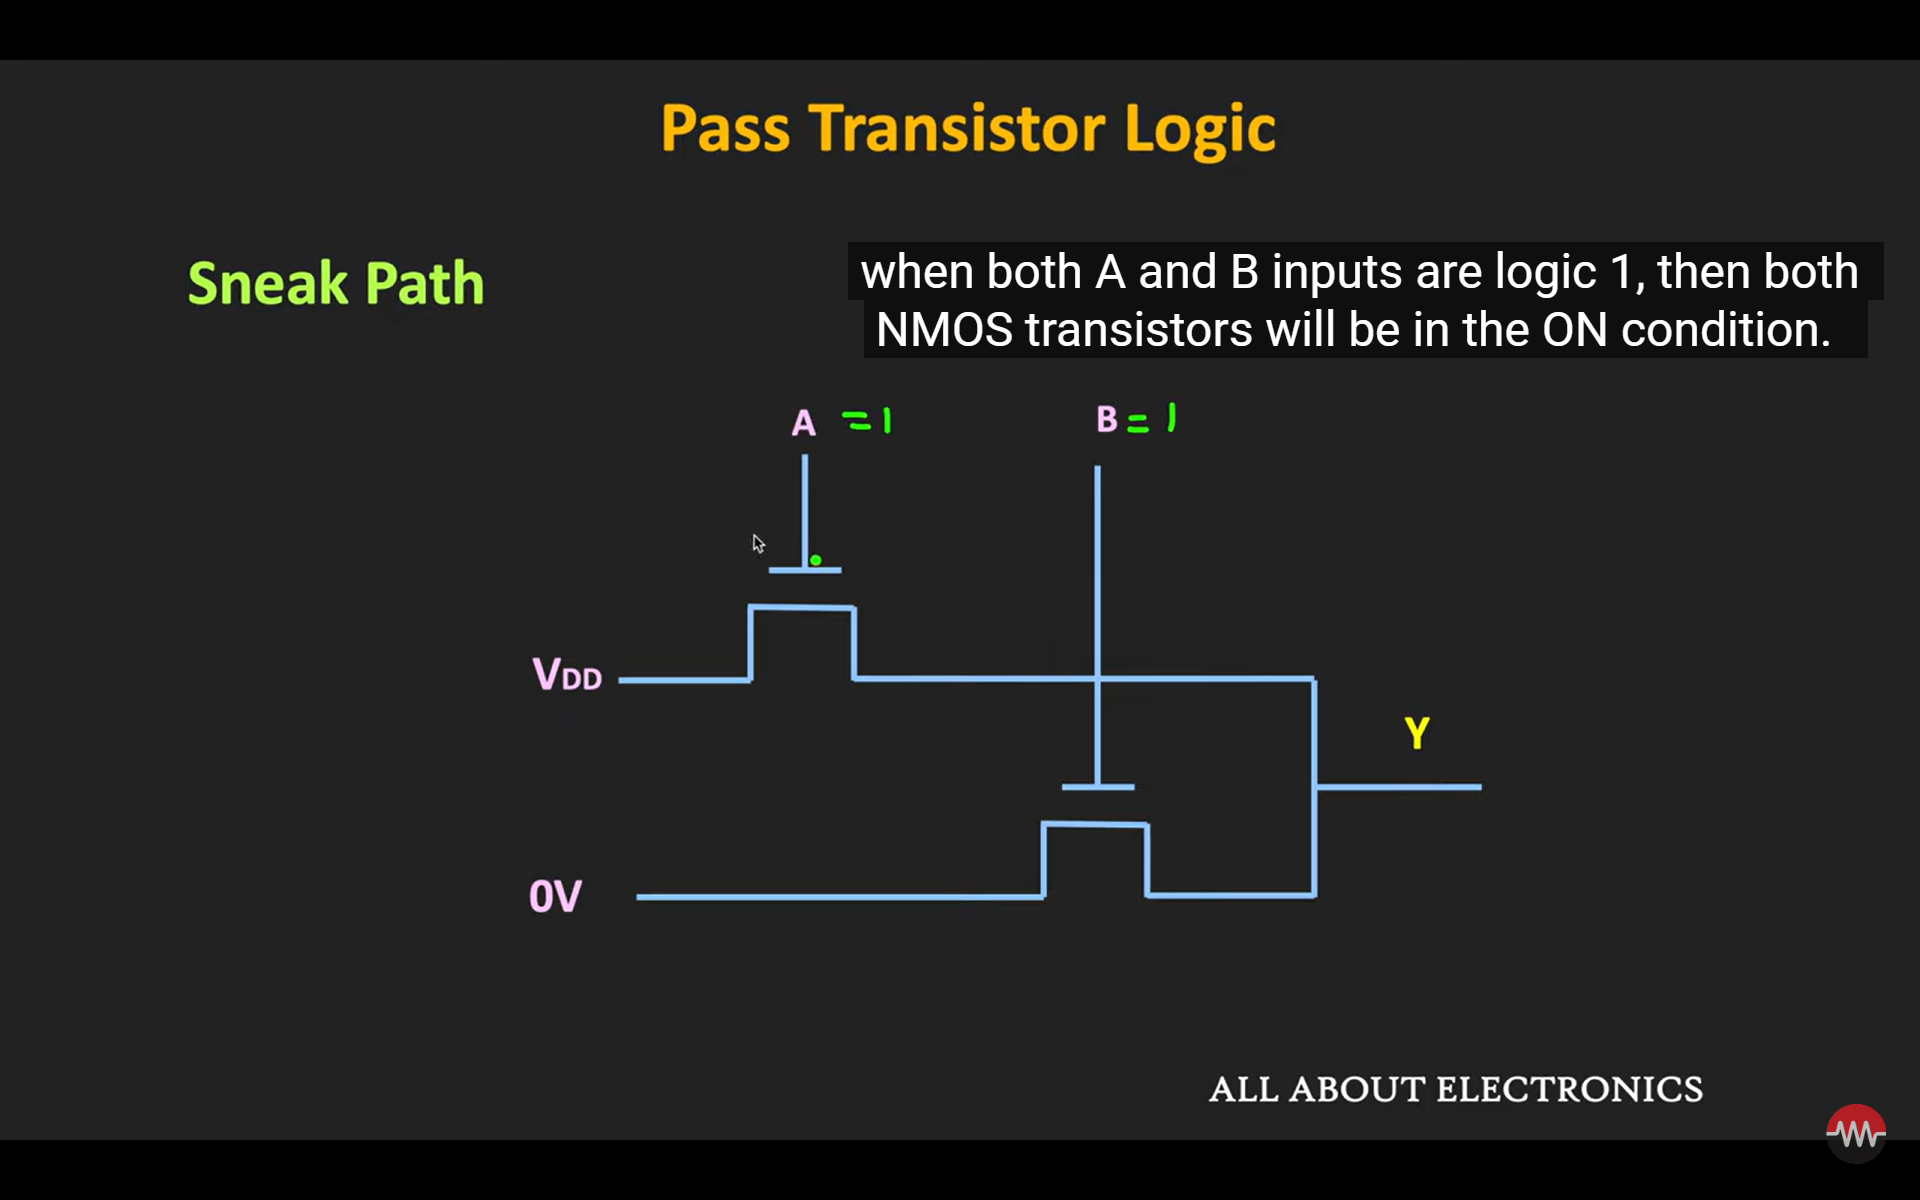 Pass Transistor Logic
Sneak Path
when both A and B inputs are logic 1, then both
NMOS transistors will be in the ON condition.
A = 1
B = 1
VDD
Y
0V
ALL ABOUT ELECTRONICS